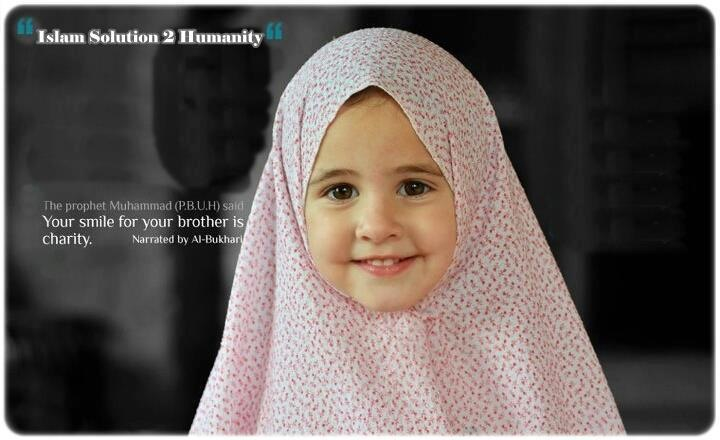 Islam Solution 2 Humanity
The prophet Muhammad (P.B.U.H) said
Your smile for your brother is
charity.
Narrated by Al-Bukhari